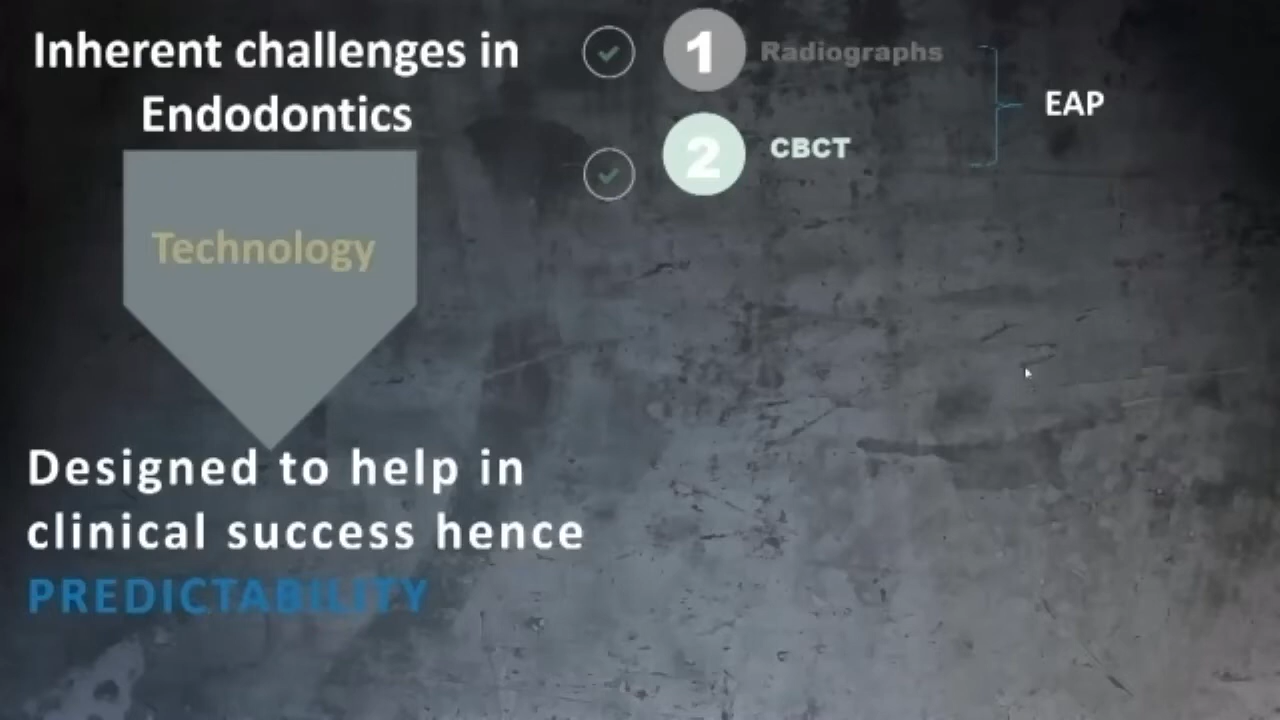 Inherent challenges in
Endodontics
Technology
Designed to help in
clinical success hence
PREDICTABILITY
1 Radiographs
2 CBCT
EAP